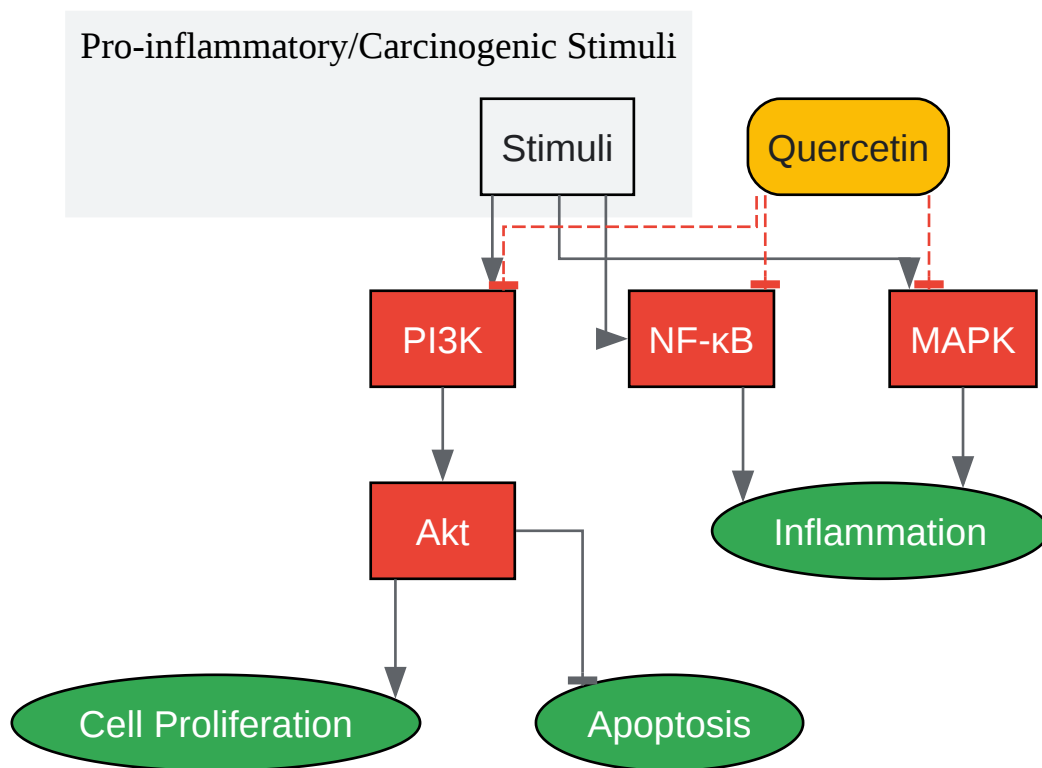 Pro-inflammatory/Carcinogenic Stimuli
Stimuli
Quercetin
PI3K
NF-κB
MAPK
Akt
Inflammation
Cell Proliferation
Apoptosis